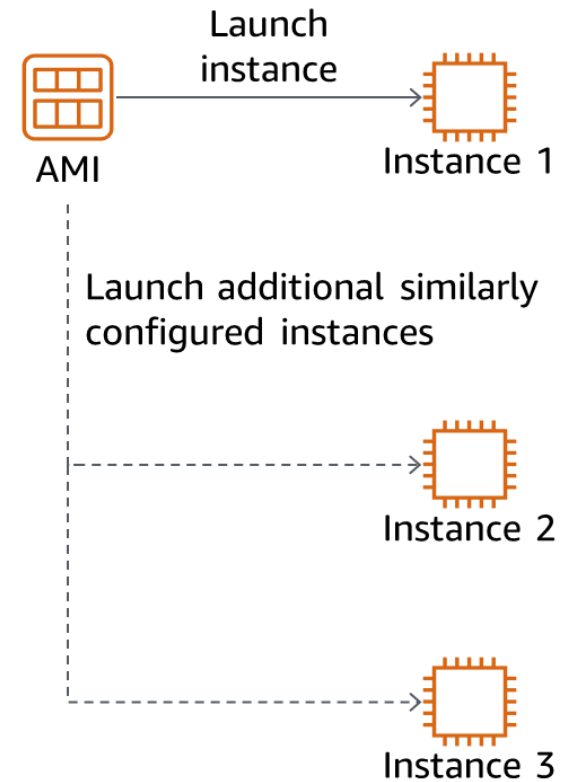 Launch
instance
AMI
Instance 1
Launch additional similarly
configured instances
Instance 2
Instance 3